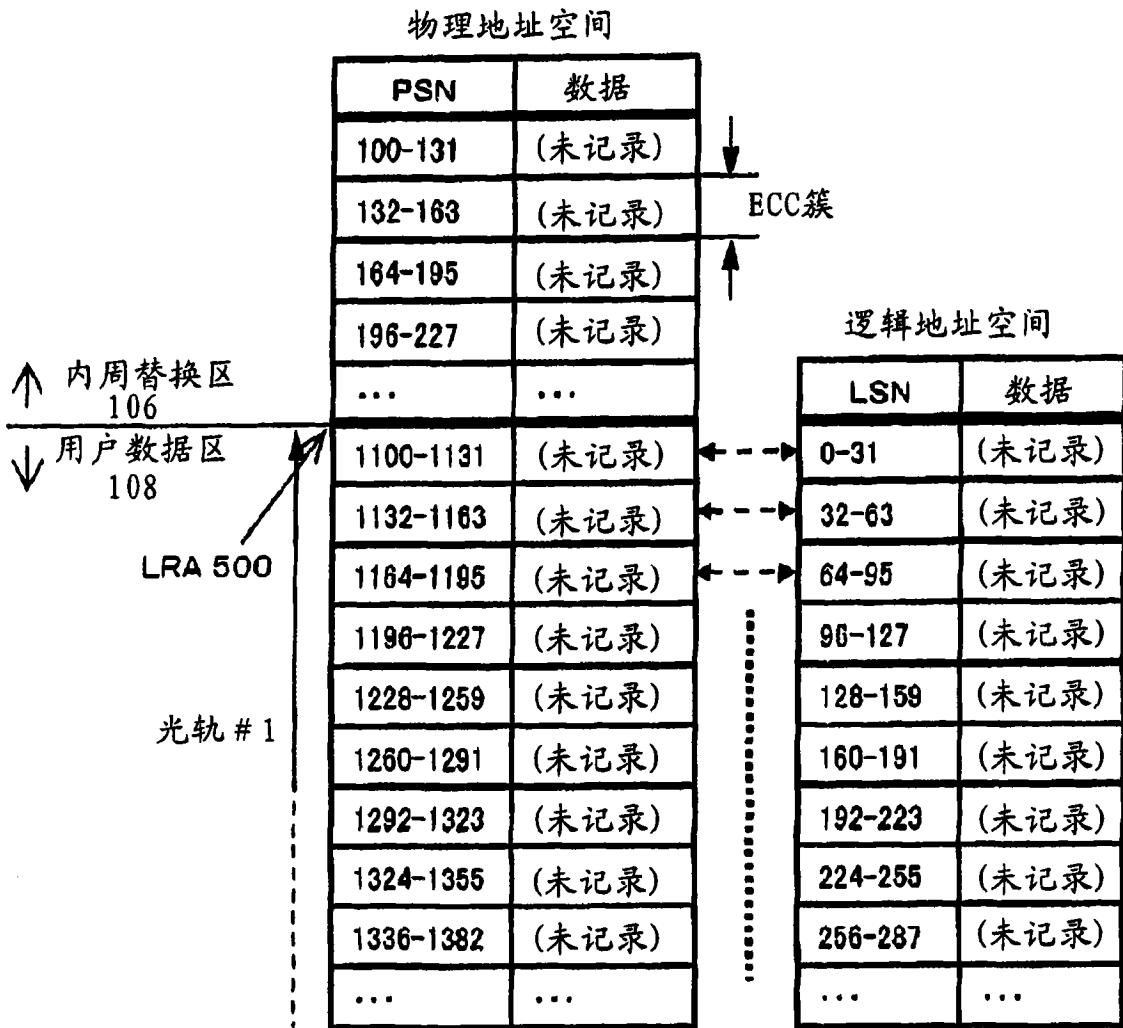 物理地址空间
PSN 数据
100-131 (未记录)
132-163 (未记录)
ECC簇
164-195 (未记录)
196-227 (未记录)
... ...
内周替换区
106
用户数据区
108
LRA 500
光轨#1
1100-1131 (未记录)
1132-1163 (未记录)
1164-1195 (未记录)
1196-1227 (未记录)
1228-1259 (未记录)
1260-1291 (未记录)
1292-1323 (未记录)
1324-1355 (未记录)
1336-1382 (未记录)
... ...
逻辑地址空间
LSN 数据
0-31 (未记录)
32-63 (未记录)
64-95 (未记录)
96-127 (未记录)
128-159 (未记录)
160-191 (未记录)
192-223 (未记录)
224-255 (未记录)
256-287 (未记录)
... ...